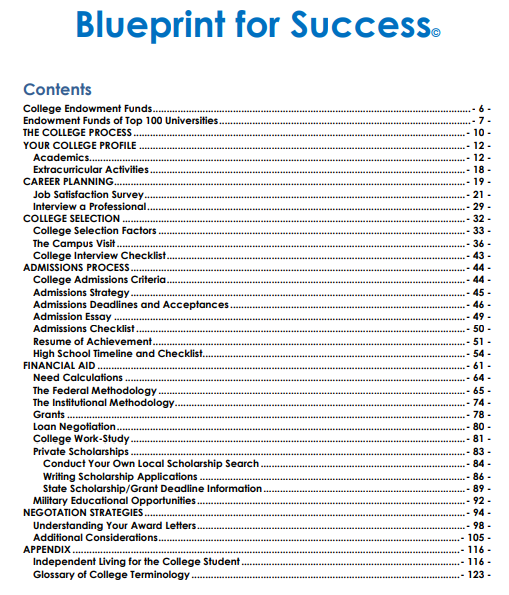 Blueprint for Success©
Contents
College Endowment Funds - 6 -
Endowment Funds of Top 100 Universities - 7 -
THE COLLEGE PROCESS - 10 -
YOUR COLLEGE PROFILE - 12 -
Academics - 12 -
Extracurricular Activities - 18 -
CAREER PLANNING - 19 -
Job Satisfaction Survey - 21 -
Interview a Professional - 29 -
COLLEGE SELECTION - 32 -
College Selection Factors - 33 -
The Campus Visit - 36 -
College Interview Checklist - 43 -
ADMISSIONS PROCESS - 44 -
College Admissions Criteria - 44 -
Admissions Strategy - 45 -
Admissions Deadlines and Acceptances - 46 -
Admission Essay - 49 -
Admissions Checklist - 50 -
Resume of Achievement - 51 -
High School Timeline and Checklist - 54 -
FINANCIAL AID - 61 -
Need Calculations - 64 -
The Federal Methodology - 65 -
The Institutional Methodology - 74 -
Grants - 78 -
Loan Negotiation - 80 -
College Work-Study - 81 -
Private Scholarships - 83 -
Conduct Your Own Local Scholarship Search - 84 -
Writing Scholarship Applications - 86 -
State Scholarship/Grant Deadline Information - 89 -
Military Educational Opportunities - 92 -
NEGOTATION STRATEGIES - 94 -
Understanding Your Award Letters - 98 -
Additional Considerations - 105 -
APPENDIX - 116 -
Independent Living for the College Student - 116 -
Glossary of College Terminology - 123 -